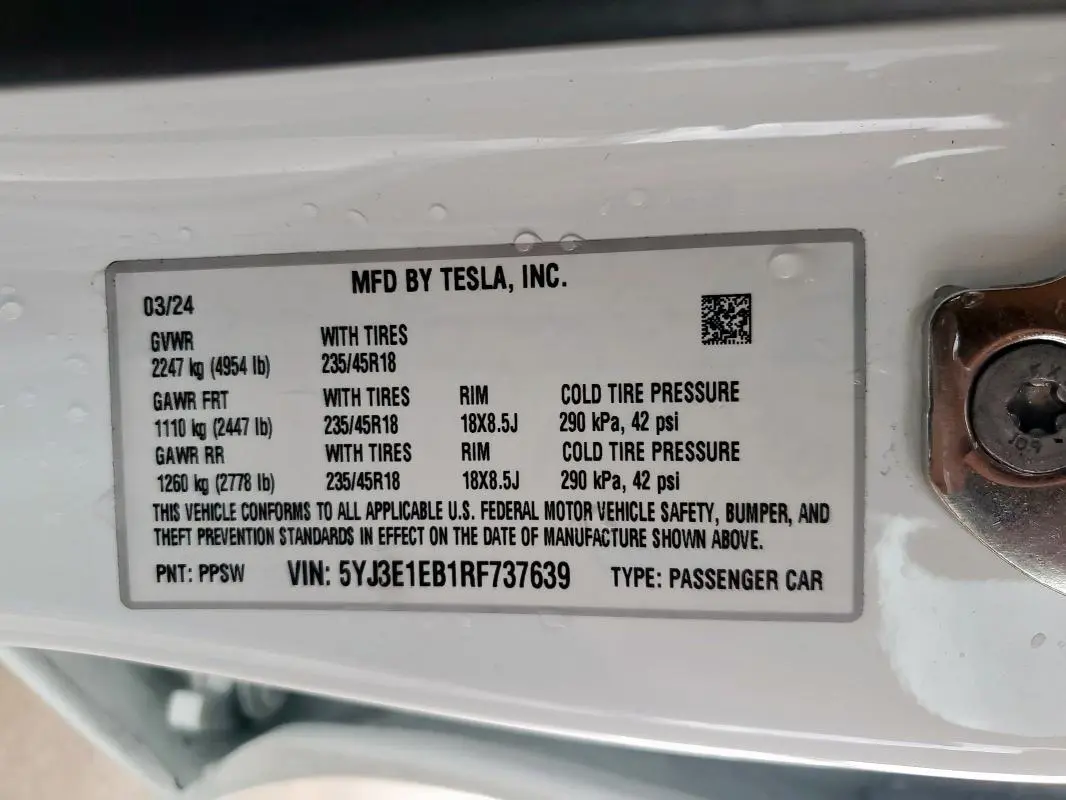 MFD BY TESLA, INC.
03/24
GVWR WITH TIRES
2247 kg (4954 lb) 235/45R18
GAWR FRT WITH TIRES RIM COLD TIRE PRESSURE
1110 kg (2447 lb) 235/45R18 18X8.5J 290 kPa, 42 psi
GAWR RR WITH TIRES RIM COLD TIRE PRESSURE
1260 kg (2778 lb) 235/45R18 18X8.5J 290 kPa, 42 psi
THIS VEHICLE CONFORMS TO ALL APPLICABLE U.S. FEDERAL MOTOR VEHICLE SAFETY, BUMPER, AND
THEFT PREVENTION STANDARDS IN EFFECT ON THE DATE OF MANUFACTURE SHOWN ABOVE.
PNT: PPSW VIN: 5YJ3E1EB1RF737639 TYPE: PASSENGER CAR